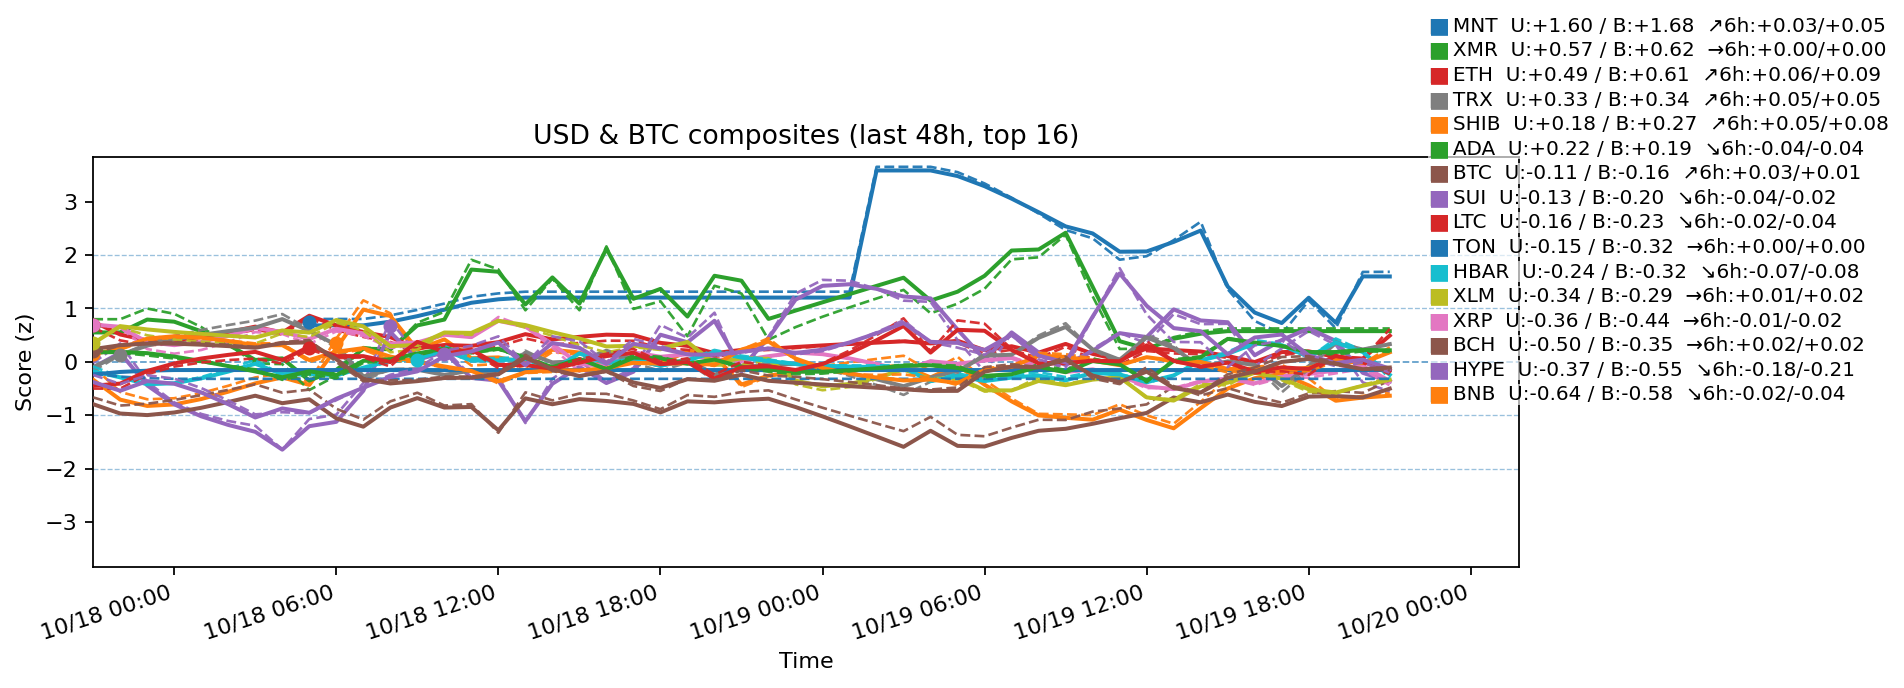 MNT U:+1.60 / B:+1.68 ↗6h:+0.03/+0.05
XMR U:+0.57 / B:+0.62 →6h:+0.00/+0.00
ETH U:+0.49 / B:+0.61 ↗6h:+0.06/+0.09
TRX U:+0.33 / B:+0.34 ↗6h:+0.05/+0.05
SHIB U:+0.18 / B:+0.27 ↗6h:+0.05/+0.08
ADA U:+0.22 / B:+0.19 ↘6h:-0.04/-0.04
BTC U:-0.11 / B:-0.16 ↗6h:+0.03/+0.01
SUI U:-0.13 / B:-0.20 ↘6h:-0.04/-0.02
LTC U:-0.16 / B:-0.23 ↘6h:-0.02/-0.04
TON U:-0.15 / B:-0.32 →6h:+0.00/+0.00
HBAR U:-0.24 / B:-0.32 ↘6h:-0.07/-0.08
XLM U:-0.34 / B:-0.29 →6h:+0.01/+0.02
XRP U:-0.36 / B:-0.44 →6h:-0.01/-0.02
BCH U:-0.50 / B:-0.35 →6h:+0.02/+0.02
HYPE U:-0.37 / B:-0.55 ↘6h:-0.18/-0.21
BNB U:-0.64 / B:-0.58 ↘6h:-0.02/-0.04
USD & BTC composites (last 48h, top 16)
Score (z)
3
2
1
0
−1
−2
−3
10/18 00:00
10/18 06:00
10/18 12:00
10/18 18:00
10/19 00:00
10/19 06:00
10/19 12:00
10/19 18:00
10/20 00:00
Time